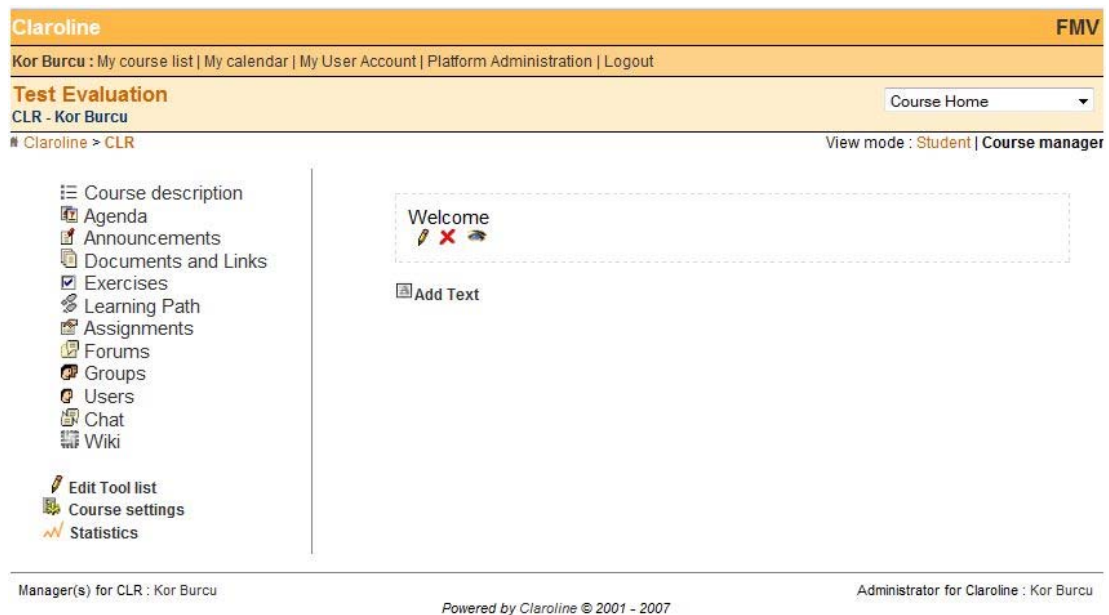 Claroline FMV
Kor Burcu : My course list | My calendar | My User Account | Platform Administration | Logout
Test Evaluation
CLR - Kor Burcu
Course Home
Claroline > CLR
View mode : Student | Course manager
Course description
Agenda
Announcements
Documents and Links
Exercises
Learning Path
Assignments
Forums
Groups
Users
Chat
Wiki
Edit Tool list
Course settings
Statistics
Welcome
Add Text
Manager(s) for CLR : Kor Burcu
Administrator for Claroline : Kor Burcu
Powered by Claroline © 2001 - 2007